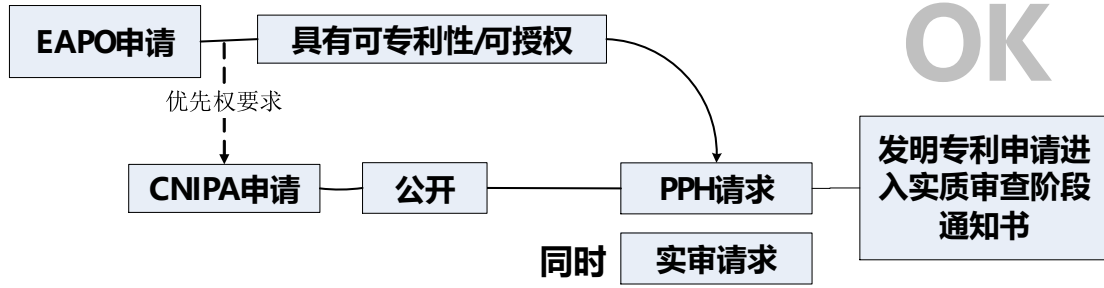 OK
EAPO申请
具有可专利性/可授权
优先权要求
CNIPA申请
公开
PPH请求
发明专利申请进
入实质审查阶段
通知书
同时
实审请求